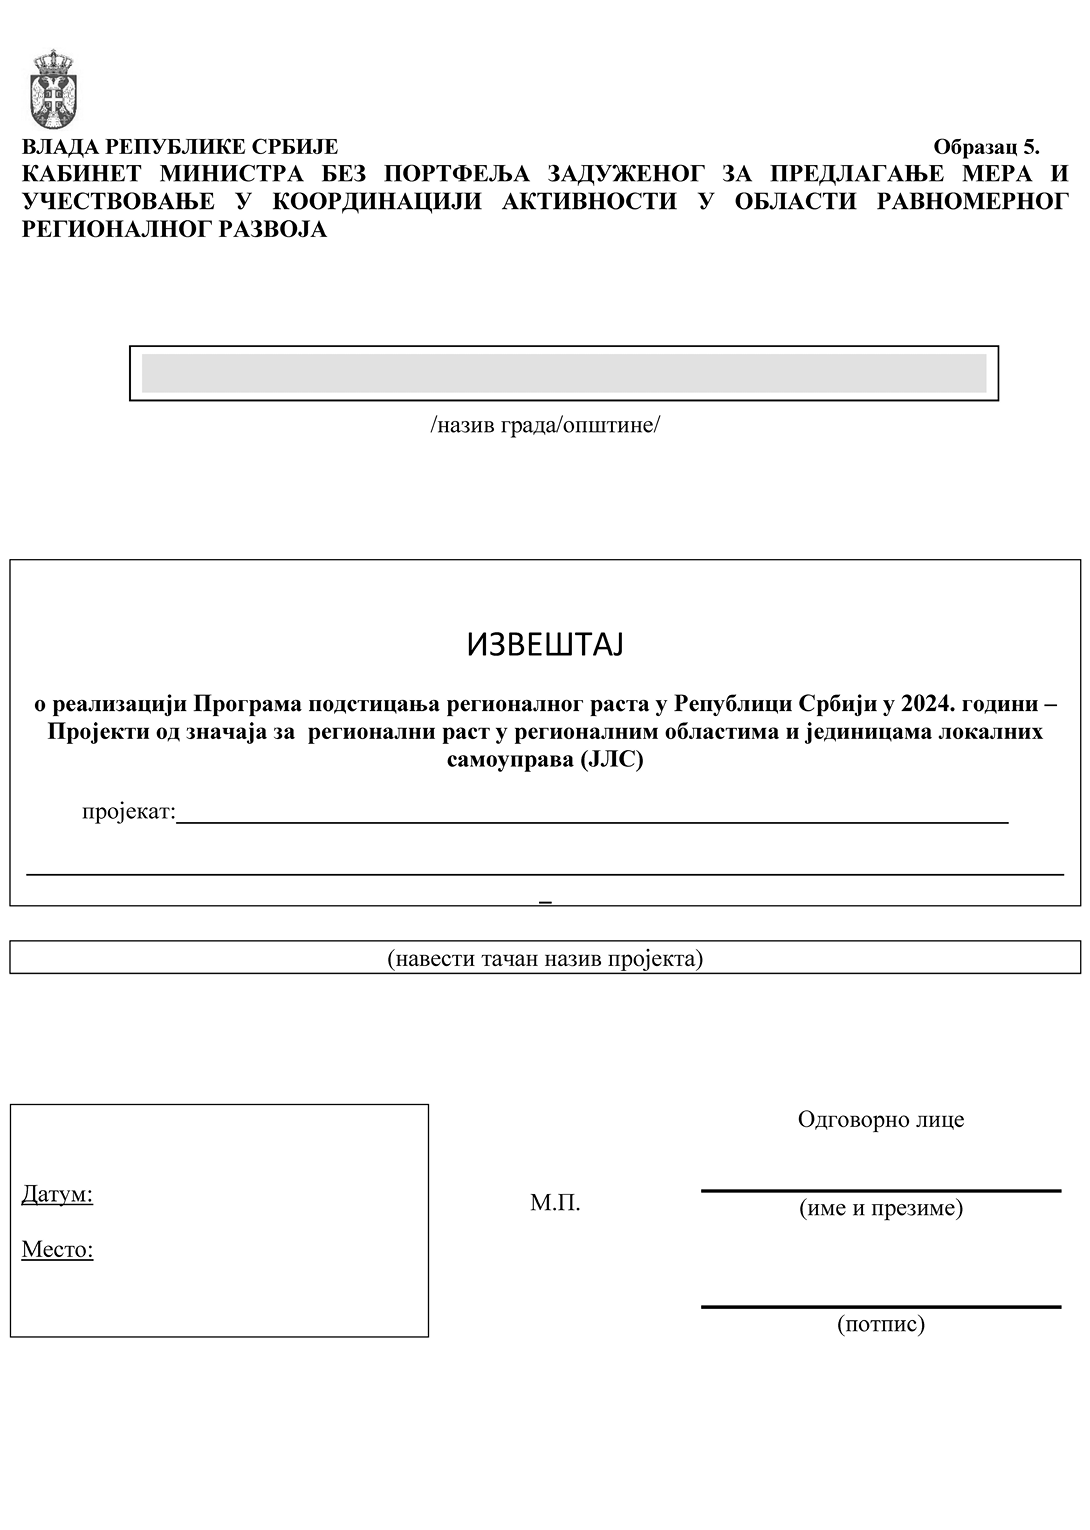 ВЛАДА РЕПУБЛИКЕ СРБИЈЕ Образац 5.
КАБИНЕТ МИНИСТРА БЕЗ ПОРТФЕЉА ЗАДУЖЕНОГ ЗА ПРЕДЛАГАЊЕ МЕРА И
УЧЕСТВОВАЊЕ У КООРДИНАЦИЈИ АКТИВНОСТИ У ОБЛАСТИ РАВНОМЕРНОГ
РЕГИОНАЛНОГ РАЗВОЈА
/назив града/општине/
ИЗВЕШТАЈ
о реализацији Програма подстицања регионалног раста у Републици Србији у 2024. години –
Пројекти од значаја за регионални раст у регионалним областима и јединицама локалних
самоуправа (ЈЛС)
пројекат:
(навести тачан назив пројекта)
Одговорно лице
Датум:
М.П.
(име и презиме)
Место:
(потпис)